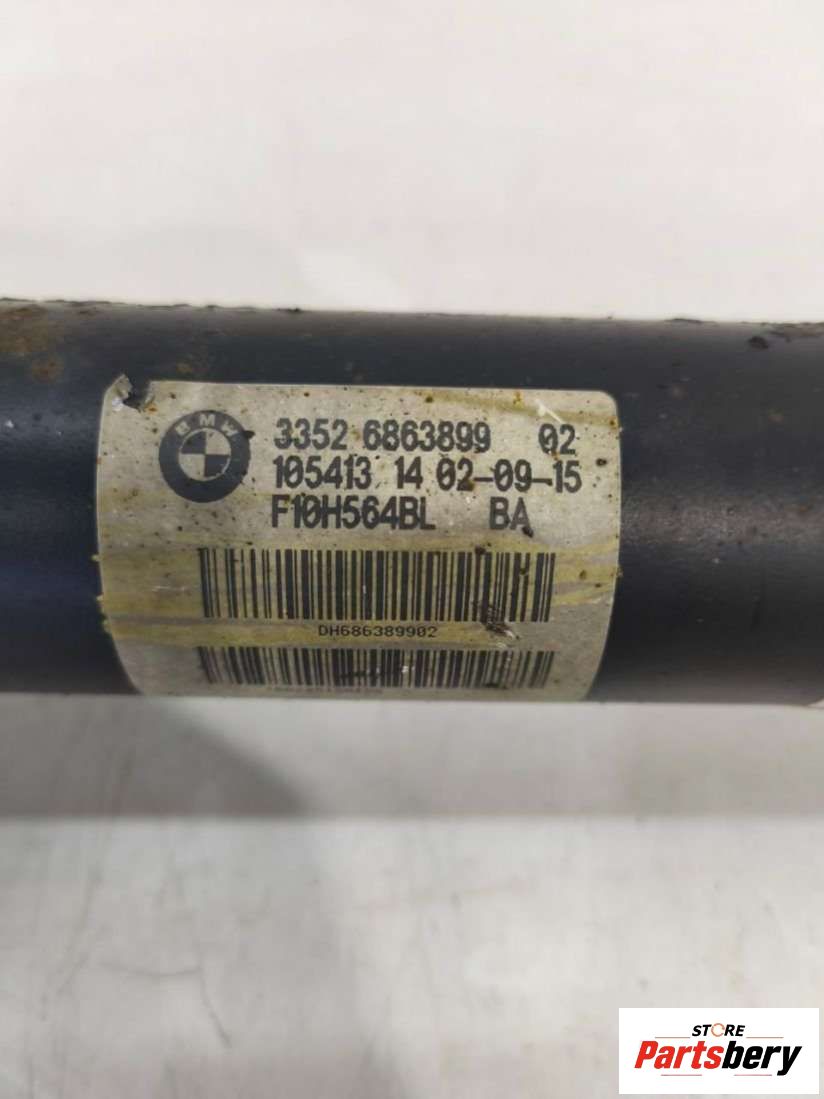 BMW
3352 6863899 02
105413 14 02-09-15
F10H564BL BA
DH686389902
STORE
Partsbery